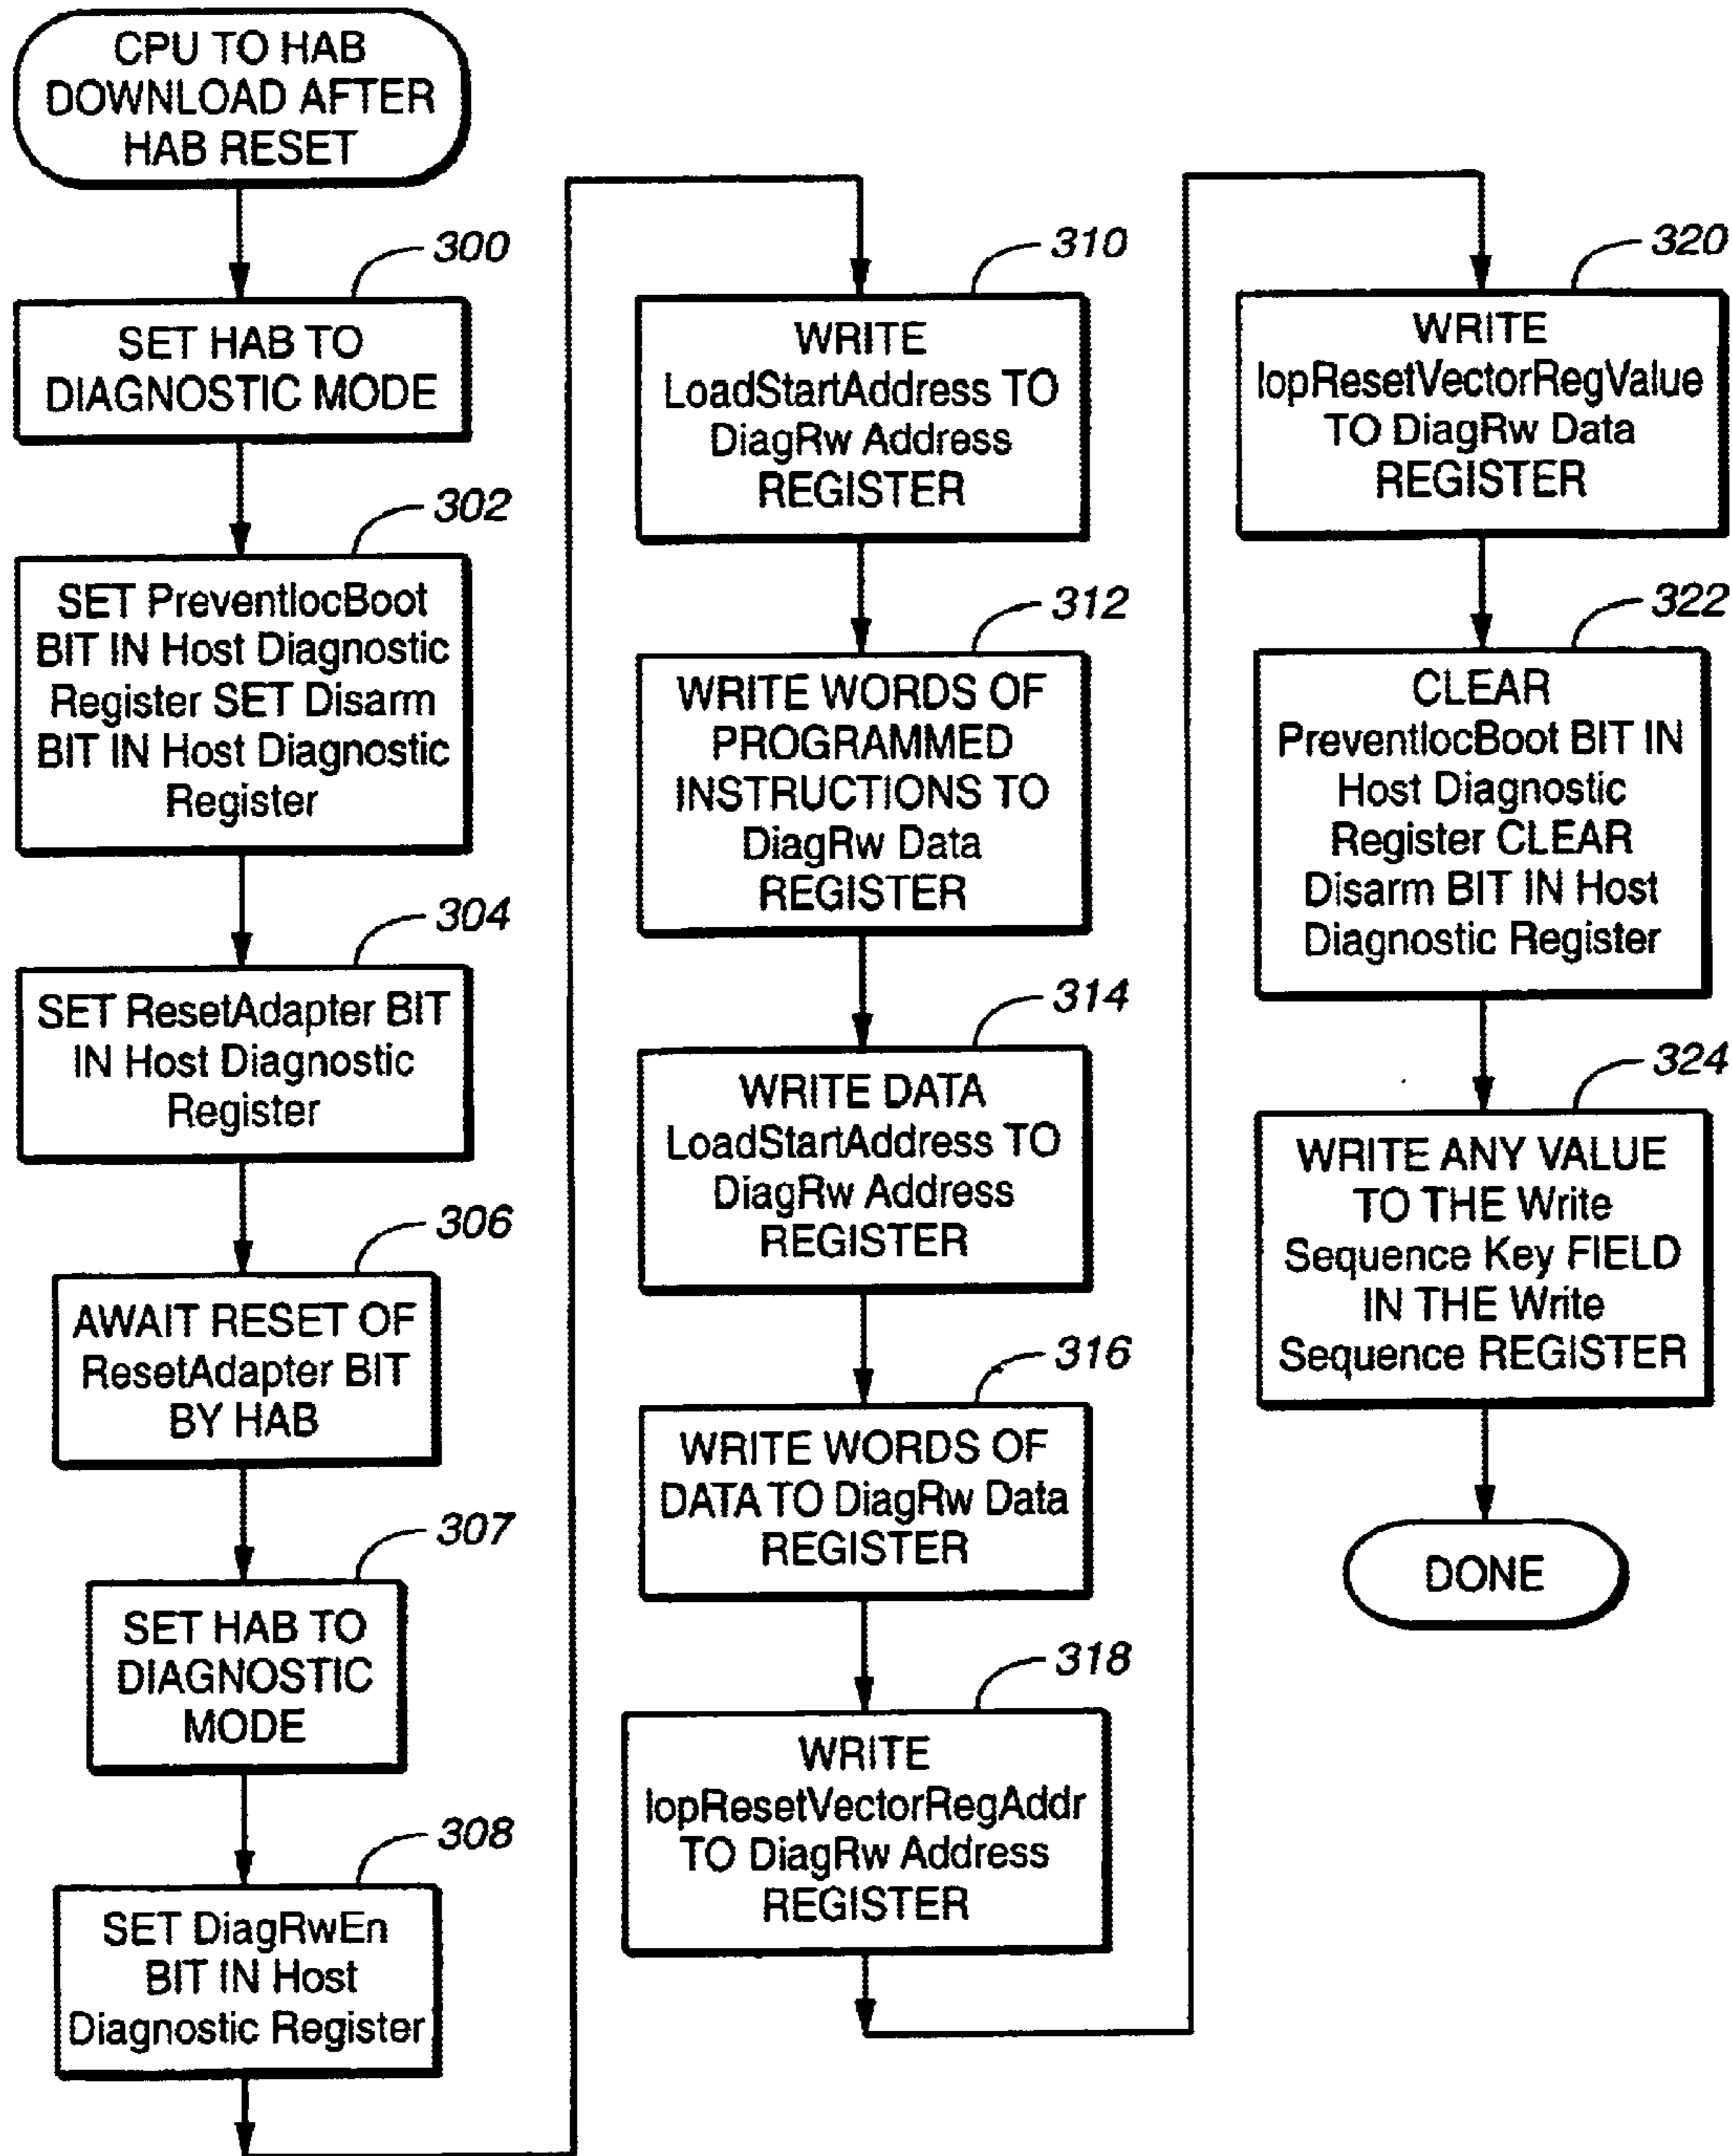 CPU TO HAB
DOWNLOAD AFTER
HAB RESET
300
SET HAB TO
DIAGNOSTIC MODE
302
SET PreventIocBoot
BIT IN Host Diagnostic
Register SET Disarm
BIT IN Host Diagnostic
Register
304
SET ResetAdapter BIT
IN Host Diagnostic
Register
306
AWAIT RESET OF
ResetAdapter BIT
BY HAB
307
SET HAB TO
DIAGNOSTIC
MODE
308
SET DiagRwEn
BIT IN Host
Diagnostic Register
310
WRITE
LoadStartAddress TO
DiagRw Address
REGISTER
312
WRITE WORDS OF
PROGRAMMED
INSTRUCTIONS TO
DiagRw Data
REGISTER
314
WRITE DATA
LoadStartAddress TO
DiagRw Address
REGISTER
316
WRITE WORDS OF
DATA TO DiagRw Data
REGISTER
318
WRITE
IopResetVectorRegAddr
TO DiagRw Address
REGISTER
320
WRITE
IopResetVectorRegValue
TO DiagRw Data
REGISTER
322
CLEAR
PreventIocBoot BIT IN
Host Diagnostic
Register CLEAR
Disarm BIT IN Host
Diagnostic Register
324
WRITE ANY VALUE
TO THE Write
Sequence Key FIELD
IN THE Write
Sequence REGISTER
DONE